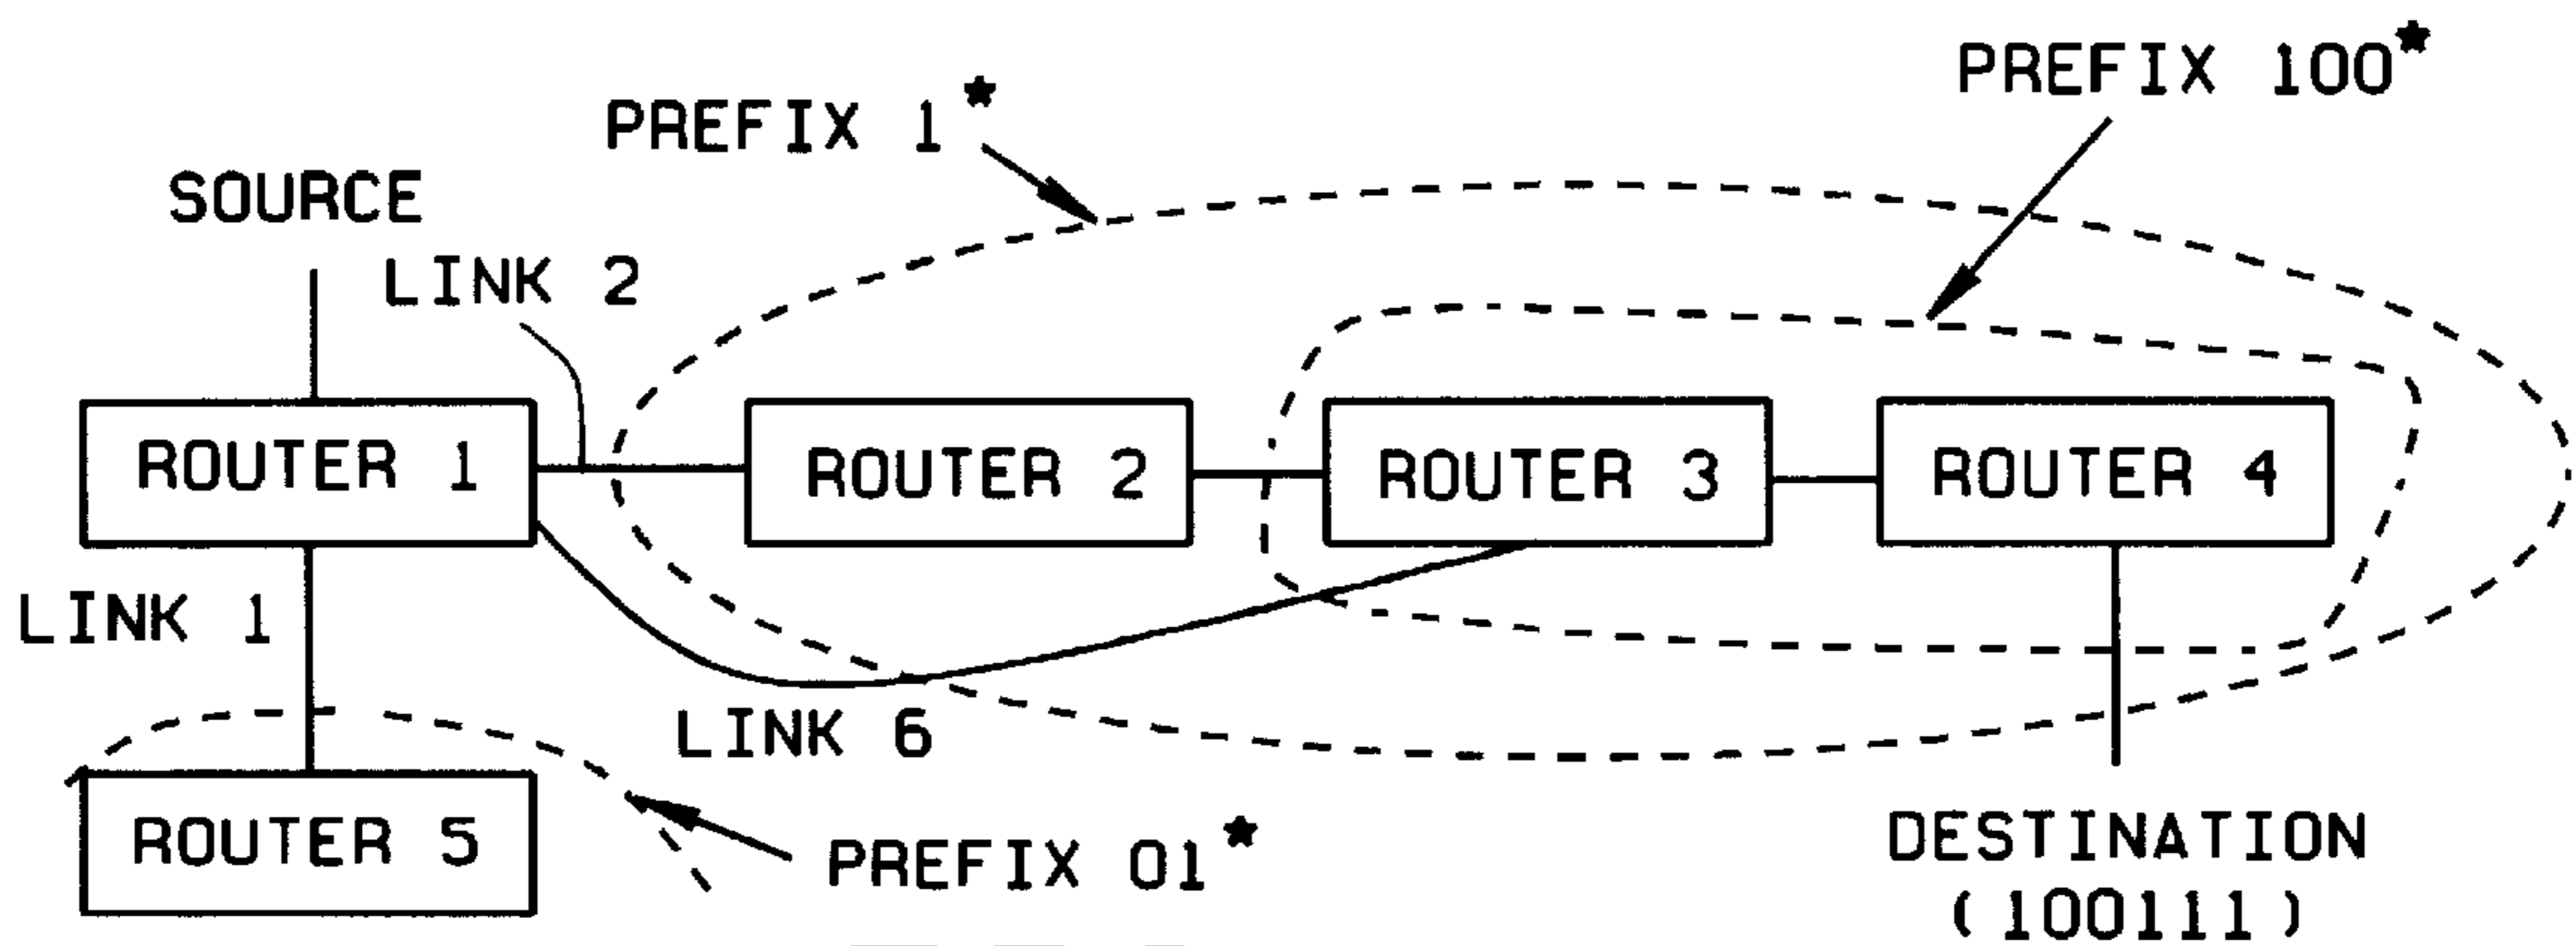 PREFIX 100*
PREFIX 1*
SOURCE
LINK 2
ROUTER 1
ROUTER 2
ROUTER 3
ROUTER 4
LINK 1
LINK 6
ROUTER 5
PREFIX 01*
DESTINATION
(100111)